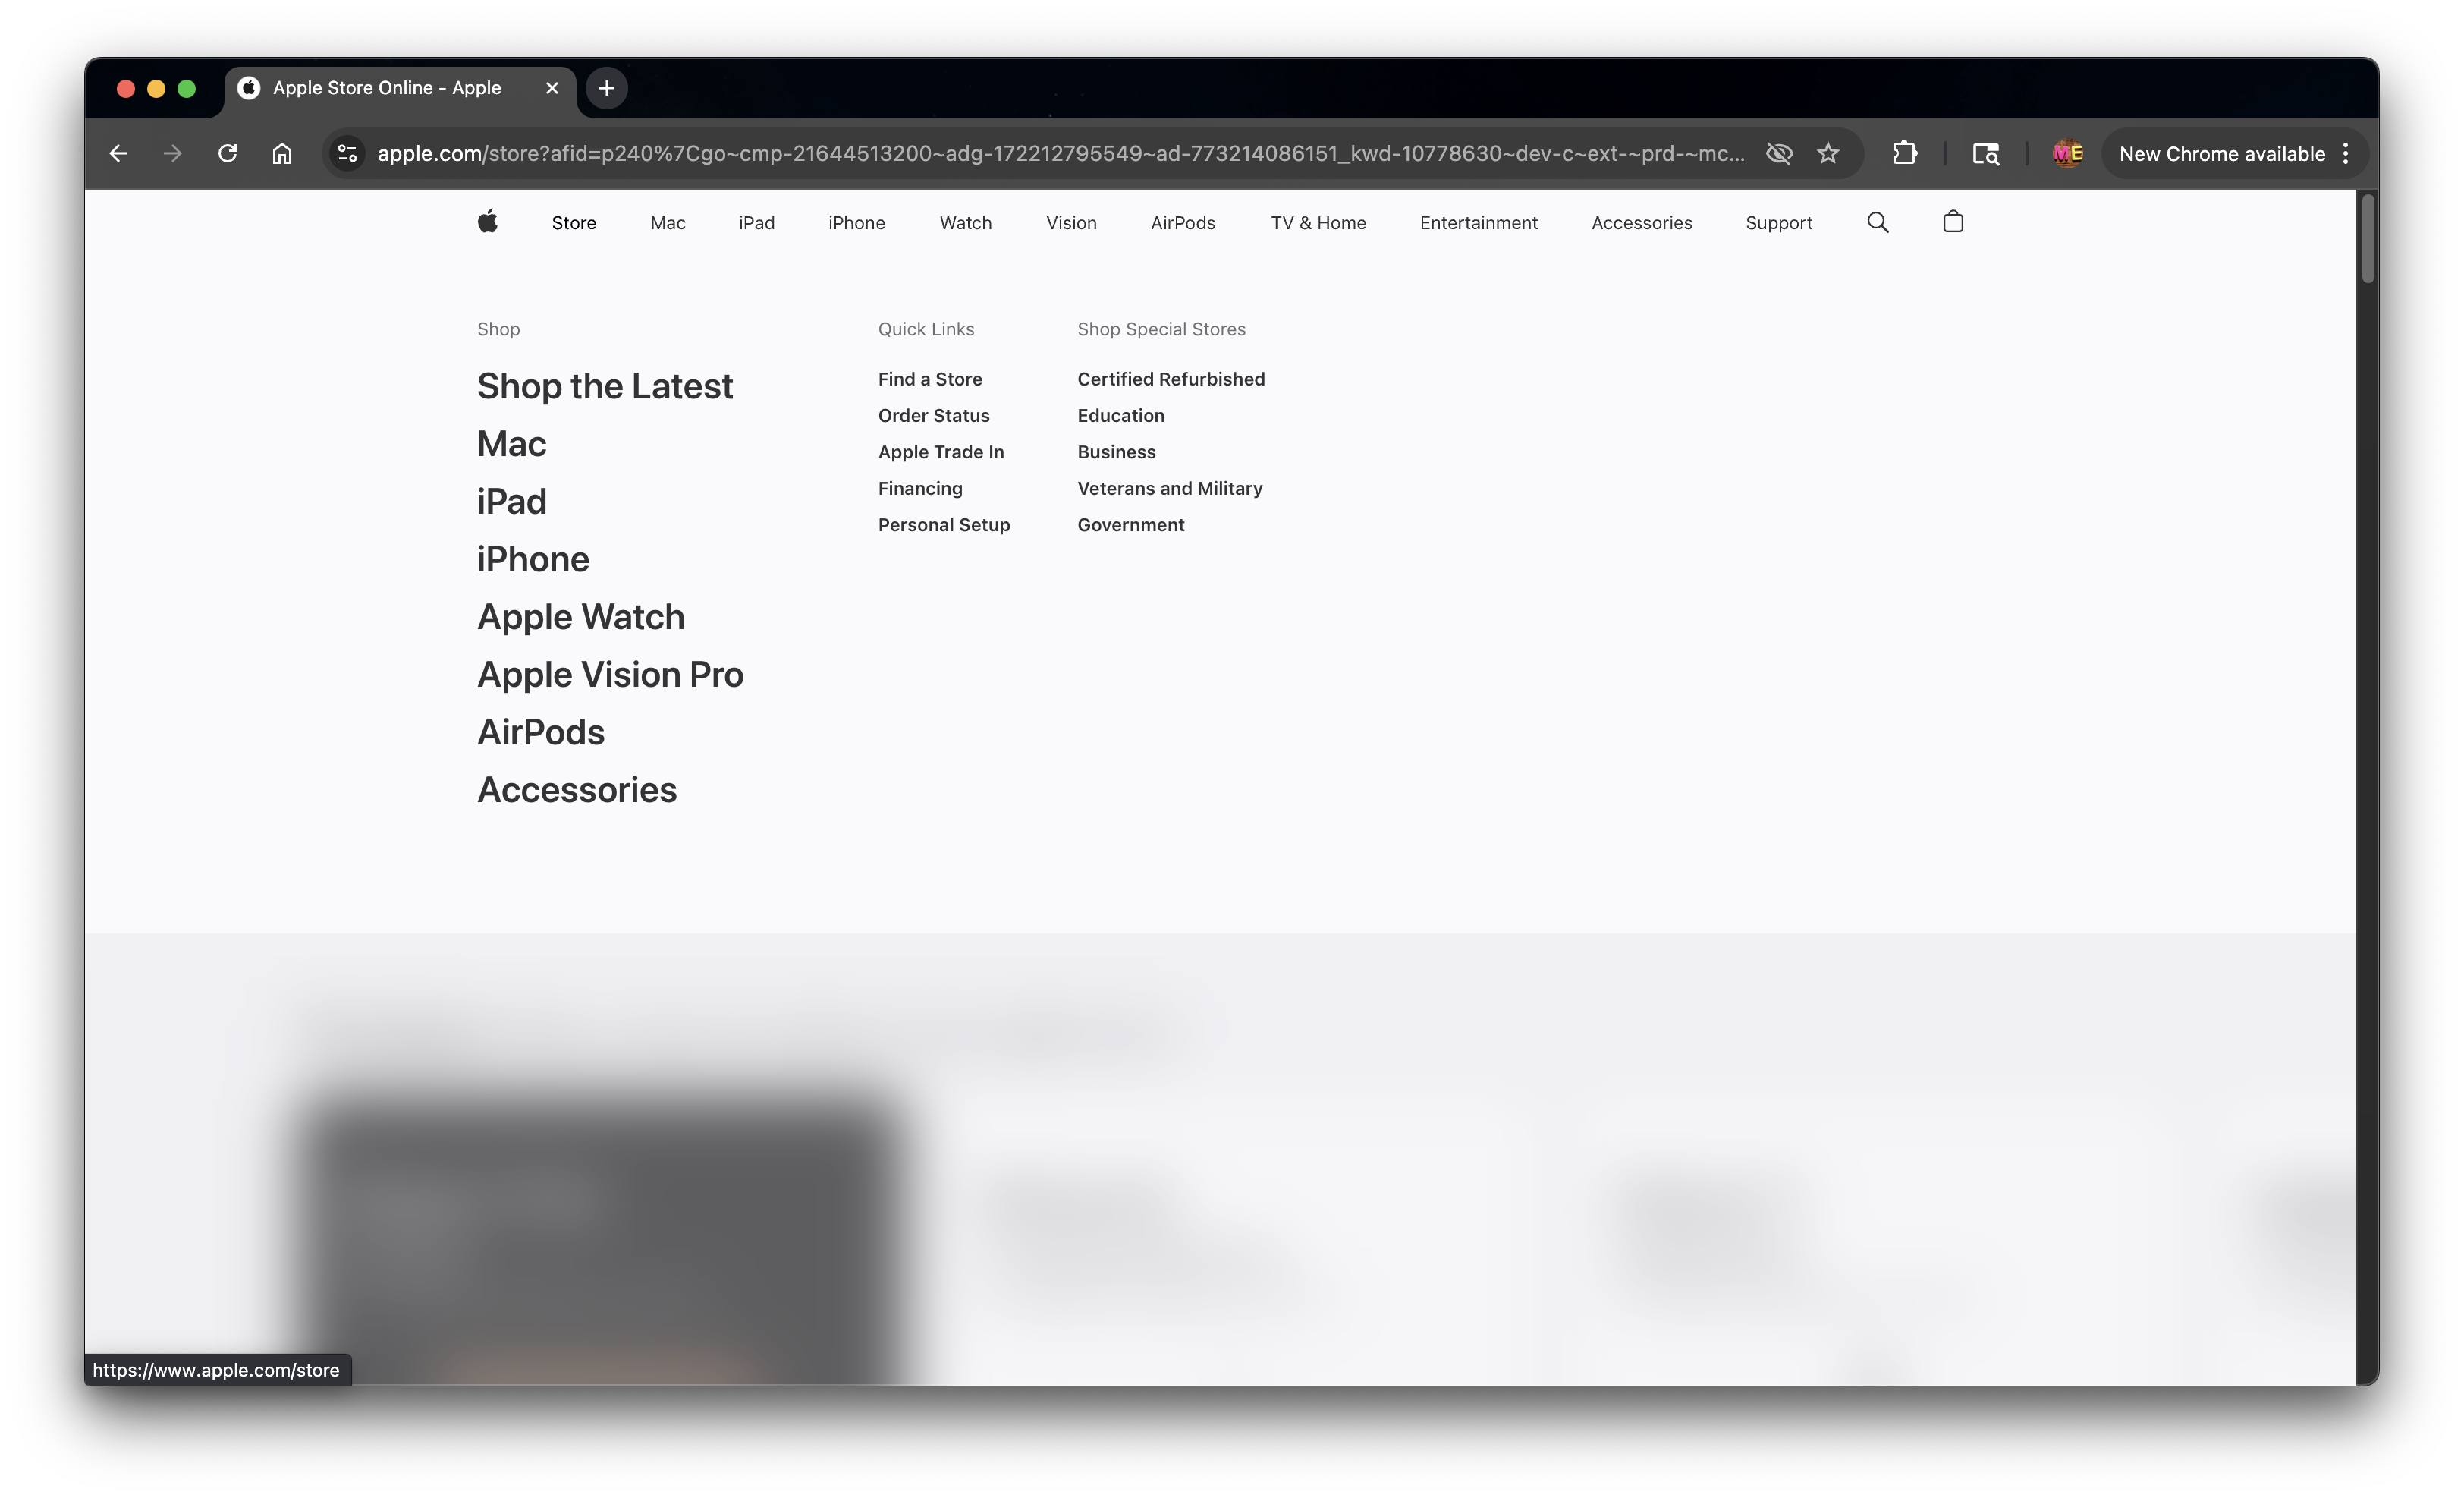 Apple Store Online - Apple
apple.com/store?afid=p240%7Cgo~cmp-21644513200~adg-172212795549~ad-773214086151_kwd-10778630~dev-c~ext-~prd-~mc...
ME
New Chrome available
Store Mac iPad iPhone Watch Vision AirPods TV & Home Entertainment Accessories Support
Shop
Shop the Latest
Mac
iPad
iPhone
Apple Watch
Apple Vision Pro
AirPods
Accessories
Quick Links
Find a Store
Order Status
Apple Trade In
Financing
Personal Setup
Shop Special Stores
Certified Refurbished
Education
Business
Veterans and Military
Government
https://www.apple.com/store